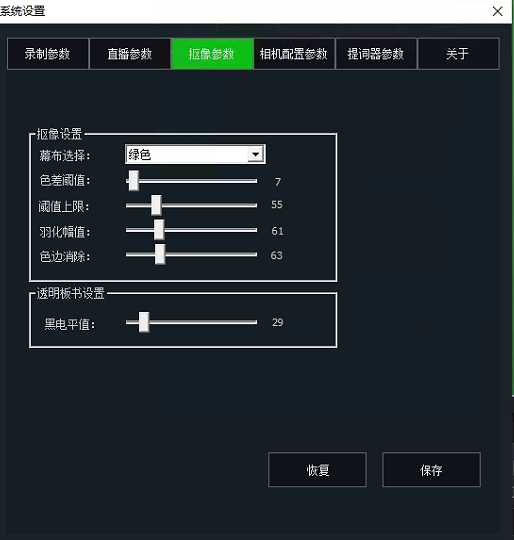 系统设置
录制参数 直播参数 抠像参数 相机配置参数 提词器参数 关于
抠像设置
幕布选择: 绿色
色差阈值: 7
阈值上限: 55
羽化幅值: 61
色边消除: 63
透明板书设置
黑电平值: 29
恢复 保存